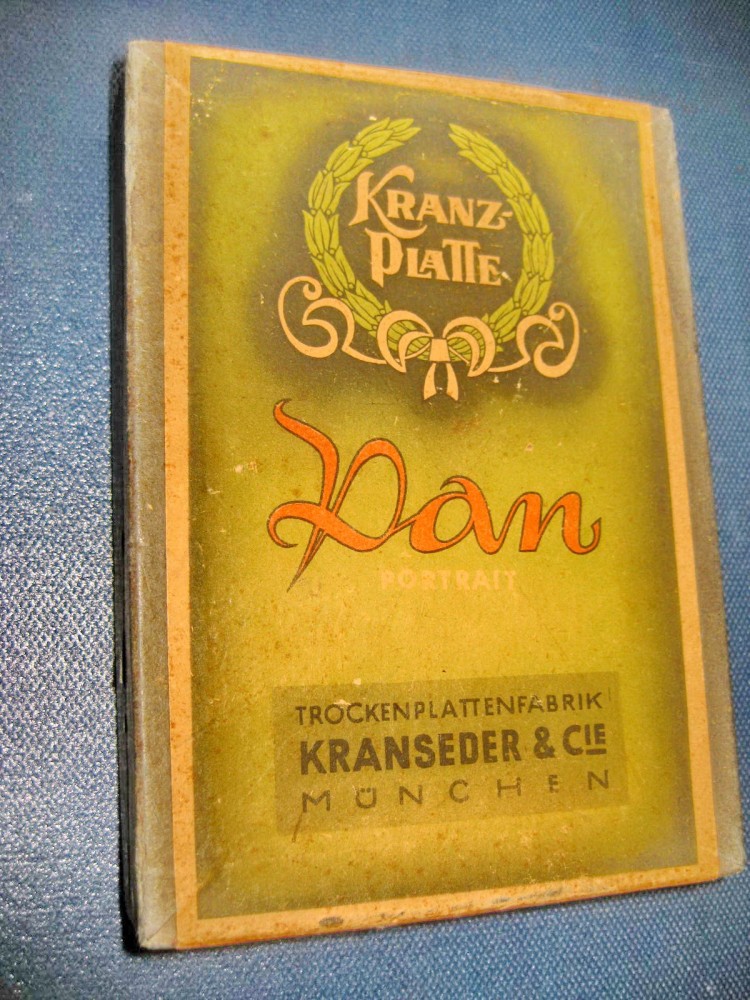 KRANZ-
PLATTE
Pan
PORTRAIT
TROCKENPLATTENFABRIK
KRANSEDER & CIE
MÜNCHEN